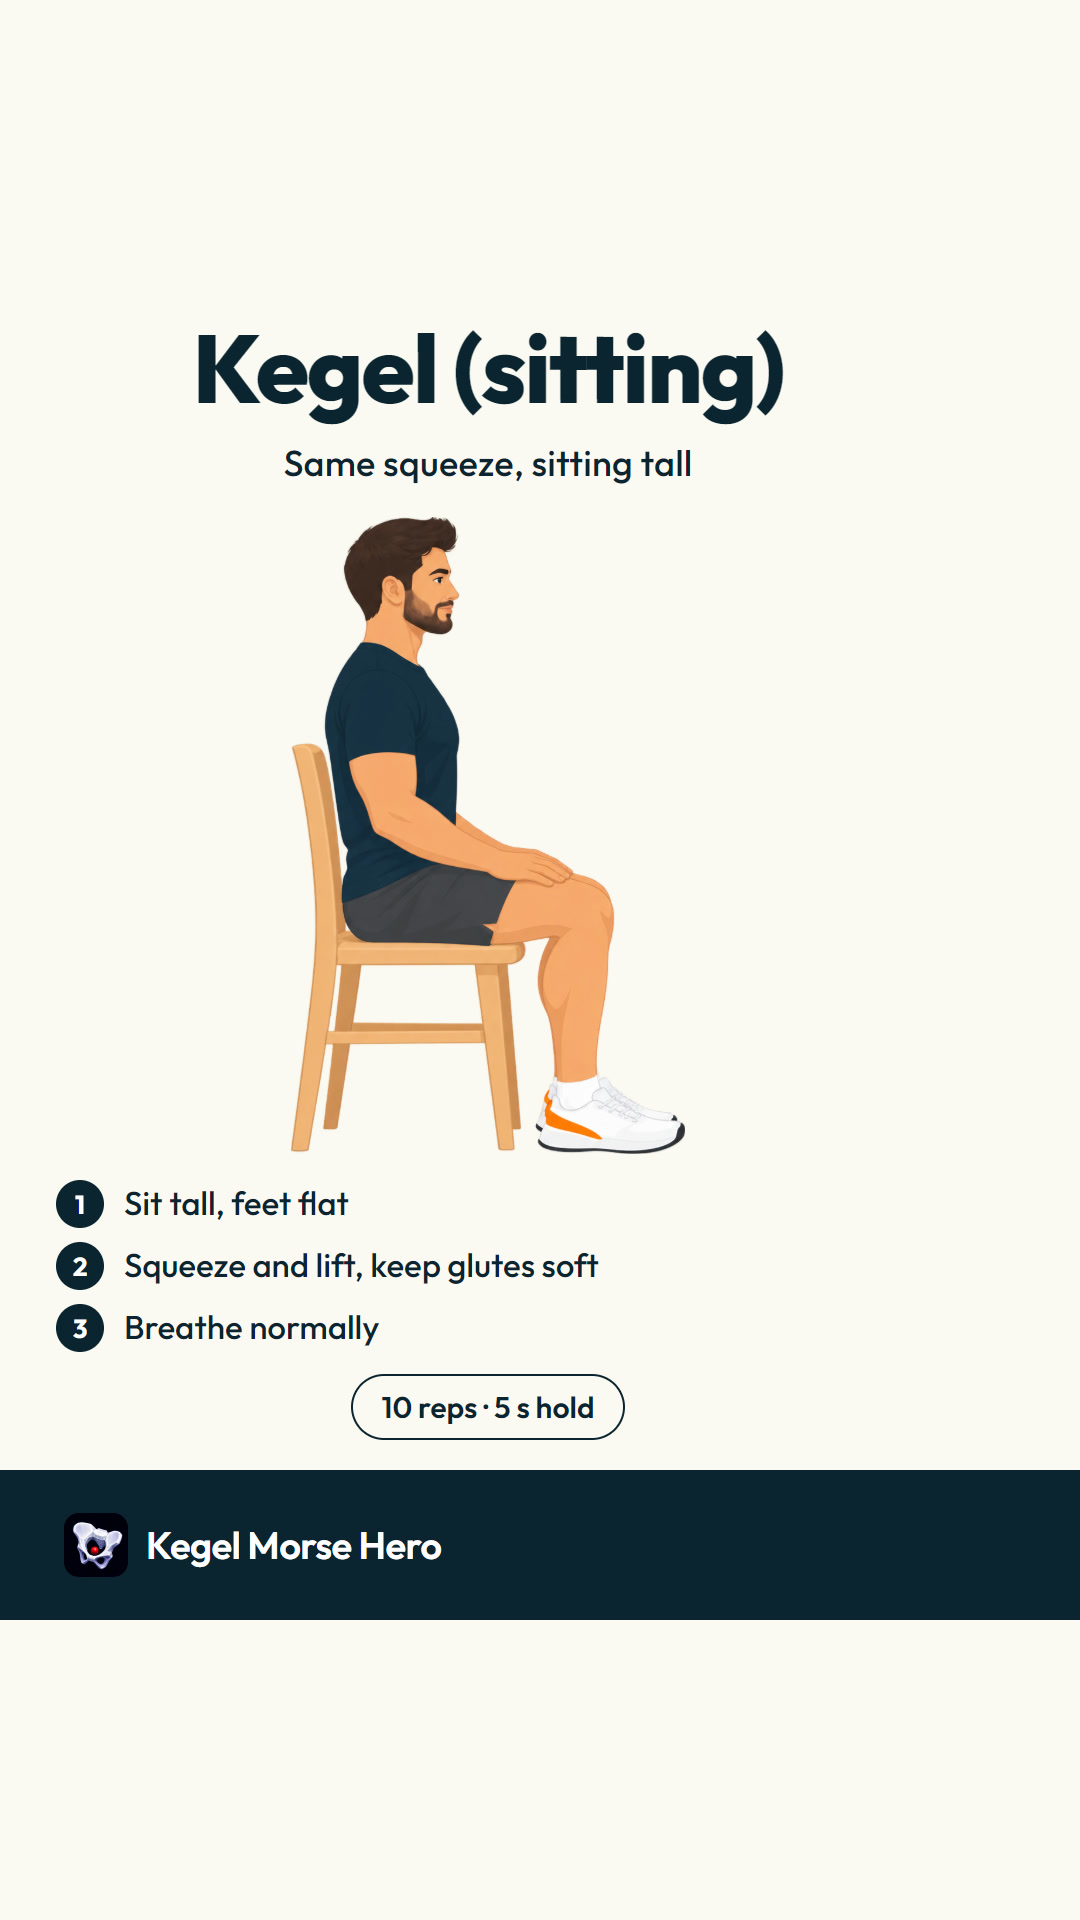 Kegel (sitting)
Same squeeze, sitting tall
1 Sit tall, feet flat
2 Squeeze and lift, keep glutes soft
3 Breathe normally
10 reps · 5 s hold
Kegel Morse Hero